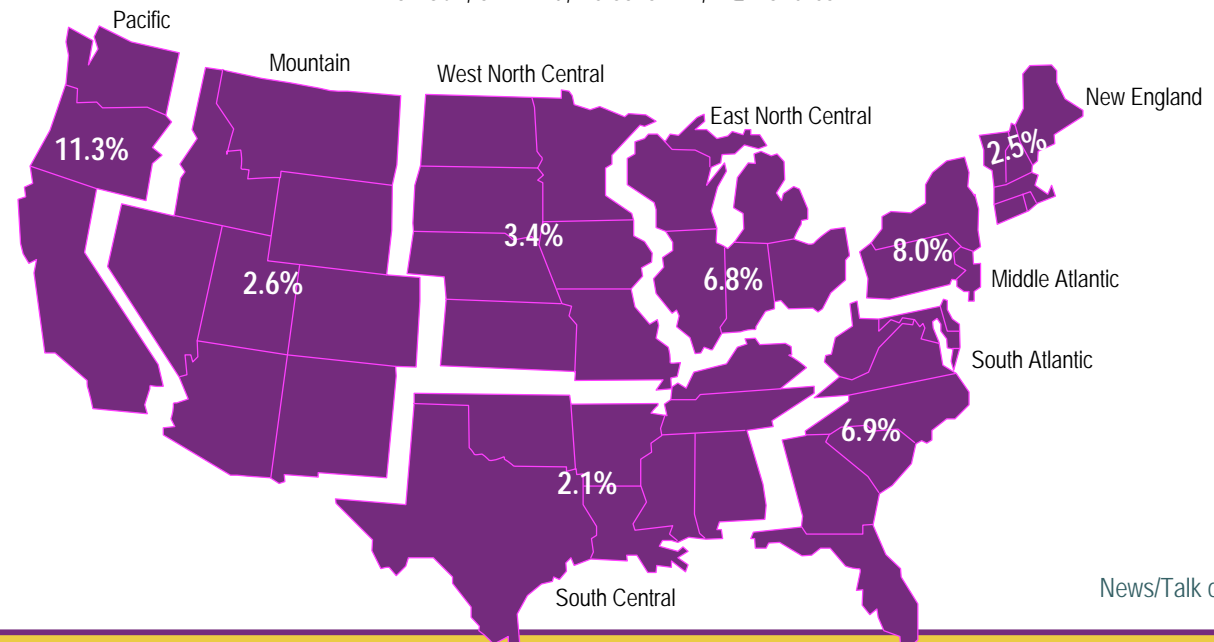 Pacific
Mountain
West North Central
East North Central
New England
11.3%
2.5%
3.4%
8.0%
2.6%
6.8%
Middle Atlantic
South Atlantic
6.9%
2.1%
South Central
News/Talk